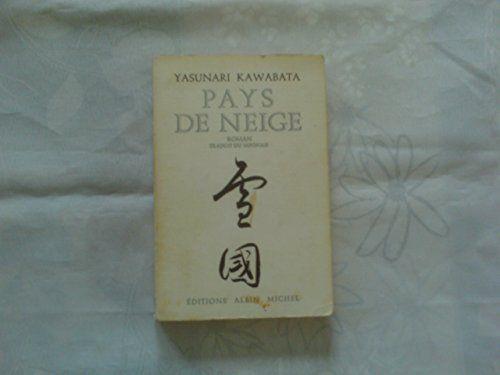 YASUNARI KAWABATA
PAYS
DE NEIGE
ROMAN
TRADUIT DU JAPONAIS
雪
國
ÉDITIONS ALBIN MICHEL